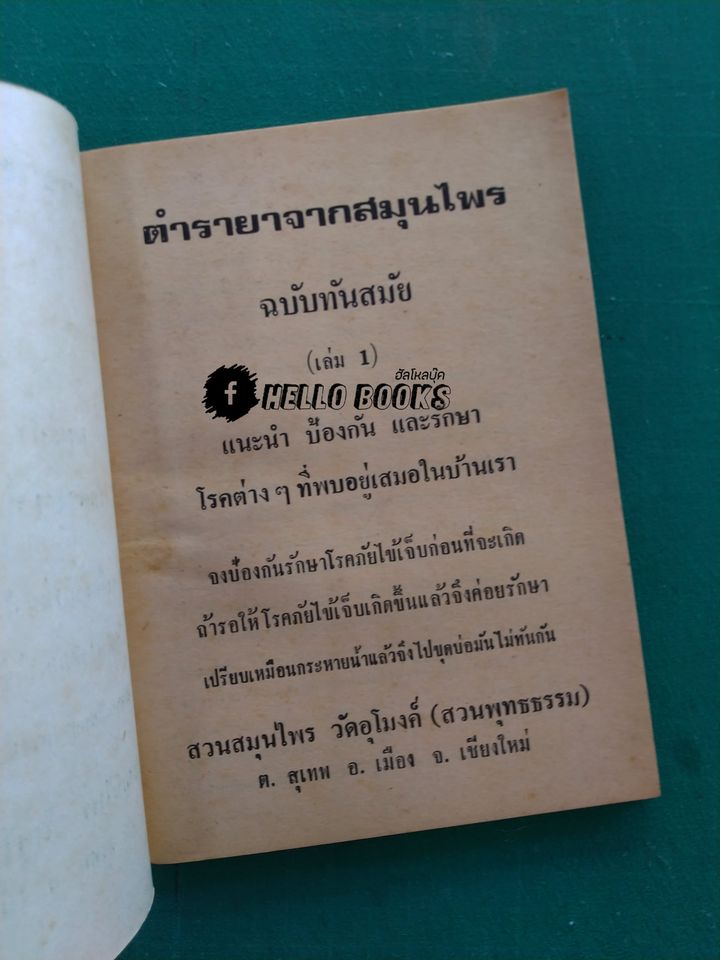 ตำรายาจากสมุนไพร
ฉบับทันสมัย
(เล่ม 1)
ฮัลโหลบุ๊ค
f HELLO BOOKS
แนะนำ ป้องกัน และรักษา
โรคต่าง ๆ ที่พบอยู่เสมอในบ้านเรา
จงป้องกันรักษาโรคภัยไข้เจ็บก่อนที่จะเกิด
ถ้ารอให้โรคภัยไข้เจ็บเกิดขึ้นแล้วจึงค่อยรักษา
เปรียบเหมือนกระหายน้ำแล้วจึงไปขุดบ่อมันไม่ทันกัน
สวนสมุนไพร วัดอุโมงค์ (สวนพุทธธรรม)
ต. สุเทพ อ. เมือง จ. เชียงใหม่